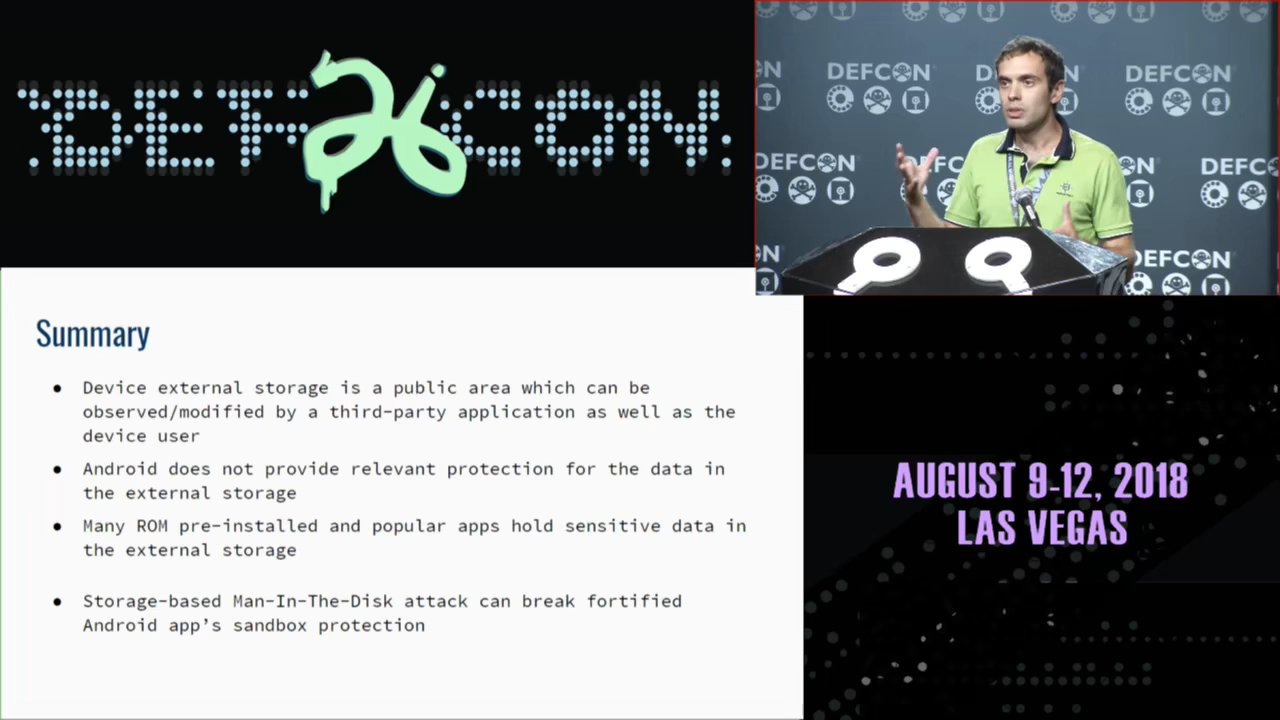 DEFCON
26
DEFCON
DEFCON
DEFCON
DEFCON
DEFCON
DEFCON
Summary
● Device external storage is a public area which can be
observed/modified by a third-party application as well as the
device user
● Android does not provide relevant protection for the data in
the external storage
● Many ROM pre-installed and popular apps hold sensitive data in
the external storage
● Storage-based Man-In-The-Disk attack can break fortified
Android app’s sandbox protection
AUGUST 9-12, 2018
LAS VEGAS